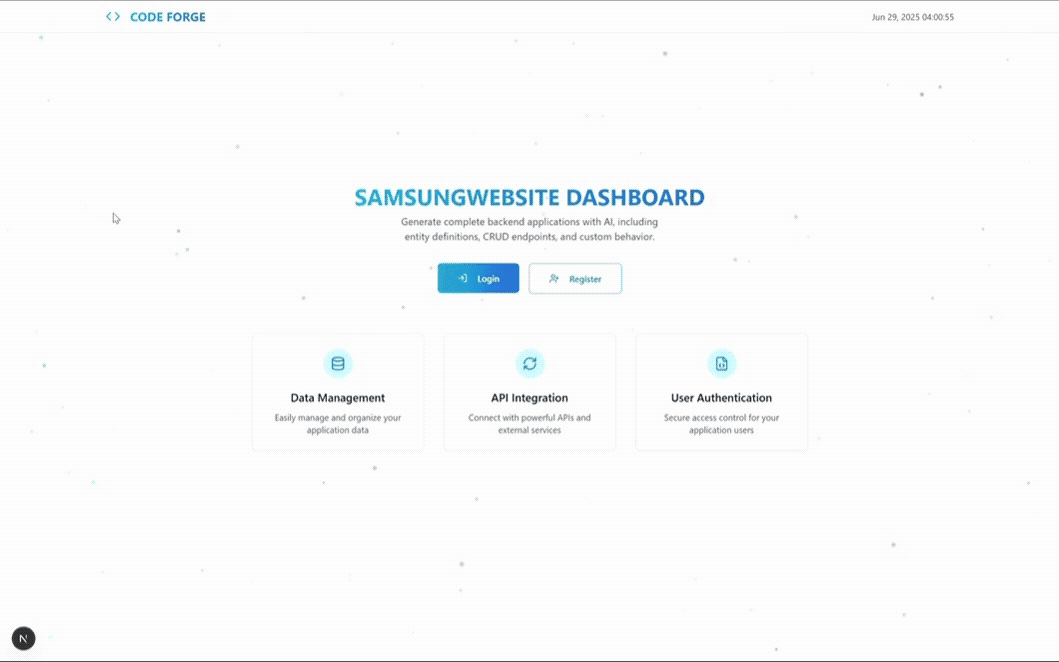 CODE FORGE
Jun 29, 2025 04:00:55
SAMSUNGWEBSITE DASHBOARD
Generate complete backend applications with AI, including
entity definitions, CRUD endpoints, and custom behavior.
Login
Register
Data Management
Easily manage and organize your
application data
API Integration
Connect with powerful APIs and
external services
User Authentication
Secure access control for your
application users
N